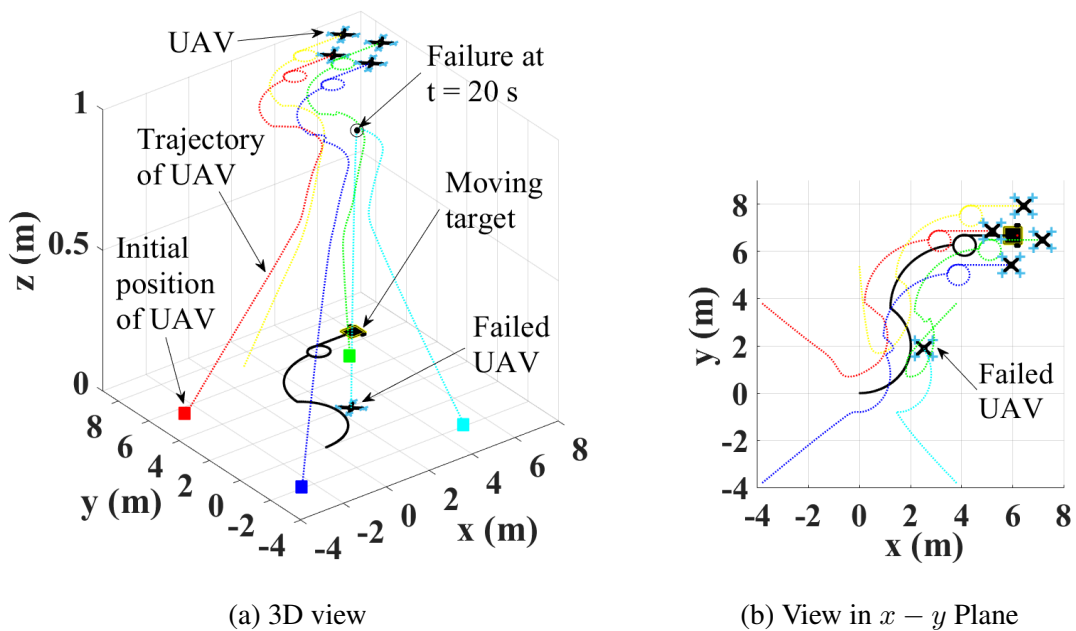 UAV
Failure at
t = 20 s
Trajectory
of UAV
Moving
target
Initial
position
of UAV
Failed
UAV
z (m)
1
0.5
0
y (m)
8
6
4
2
0
-2
-4
x (m)
-4
-2
0
2
4
6
8
(a) 3D view
y (m)
8
6
4
2
0
-2
-4
Failed
UAV
-4 -2 0 2 4 6 8
x (m)
(b) View in x − y Plane